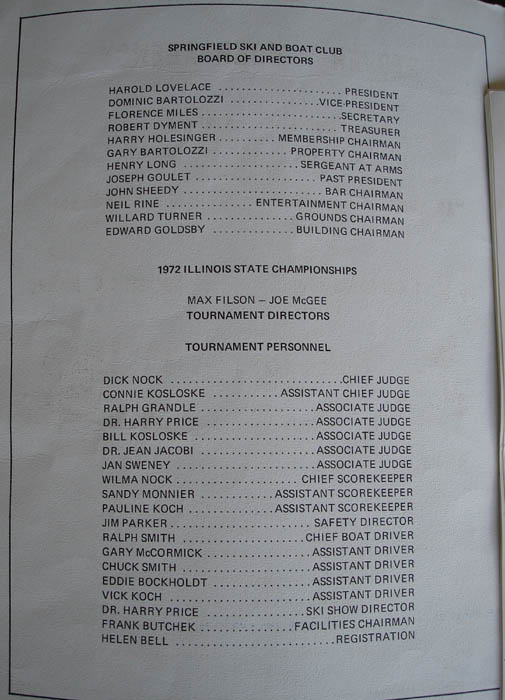 SPRINGFIELD SKI AND BOAT CLUB
BOARD OF DIRECTORS
HAROLD LOVELACE ..................... PRESIDENT
DOMINIC BARTOLOZZI ............... VICE-PRESIDENT
FLORENCE MILES ....................... SECRETARY
ROBERT DYMENT ....................... TREASURER
HARRY HOLESINGER .......... MEMBERSHIP CHAIRMAN
GARY BARTOLOZZI ............. PROPERTY CHAIRMAN
HENRY LONG ................... SERGEANT AT ARMS
JOSEPH GOULET ................... PAST PRESIDENT
JOHN SHEEDY ....................... BAR CHAIRMAN
NEIL RINE ............... ENTERTAINMENT CHAIRMAN
WILLARD TURNER ............... GROUNDS CHAIRMAN
EDWARD GOLDSBY .............. BUILDING CHAIRMAN
1972 ILLINOIS STATE CHAMPIONSHIPS
MAX FILSON – JOE McGEE
TOURNAMENT DIRECTORS
TOURNAMENT PERSONNEL
DICK NOCK ............................ CHIEF JUDGE
CONNIE KOSLOSKE ........... ASSISTANT CHIEF JUDGE
RALPH GRANDLE ................... ASSOCIATE JUDGE
DR. HARRY PRICE ................... ASSOCIATE JUDGE
BILL KOSLOSKE .................... ASSOCIATE JUDGE
DR. JEAN JACOBI .................... ASSOCIATE JUDGE
JAN SWENEY ....................... ASSOCIATE JUDGE
WILMA NOCK ..................... CHIEF SCOREKEEPER
SANDY MONNIER ............ ASSISTANT SCOREKEEPER
PAULINE KOCH .............. ASSISTANT SCOREKEEPER
JIM PARKER ........................ SAFETY DIRECTOR
RALPH SMITH ..................... CHIEF BOAT DRIVER
GARY McCORMICK .................. ASSISTANT DRIVER
CHUCK SMITH ...................... ASSISTANT DRIVER
EDDIE BOCKHOLDT ................. ASSISTANT DRIVER
VICK KOCH ........................ ASSISTANT DRIVER
DR. HARRY PRICE ................. SKI SHOW DIRECTOR
FRANK BUTCHEK ............... FACILITIES CHAIRMAN
HELEN BELL .......................... REGISTRATION